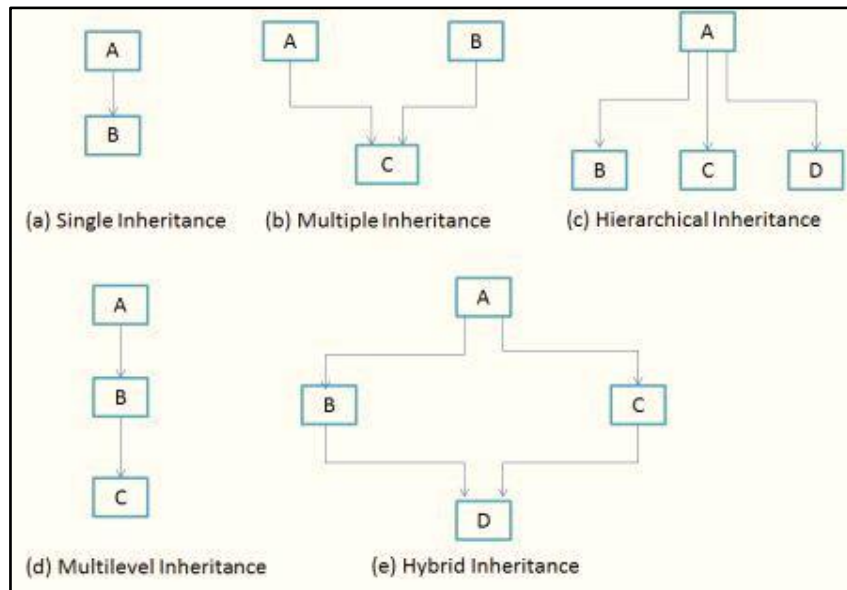 A
A
B
A
B
C
B
C
D
(a) Single Inheritance
(b) Multiple Inheritance
(c) Hierarchical Inheritance
A
A
B
B
C
C
D
(d) Multilevel Inheritance
(e) Hybrid Inheritance